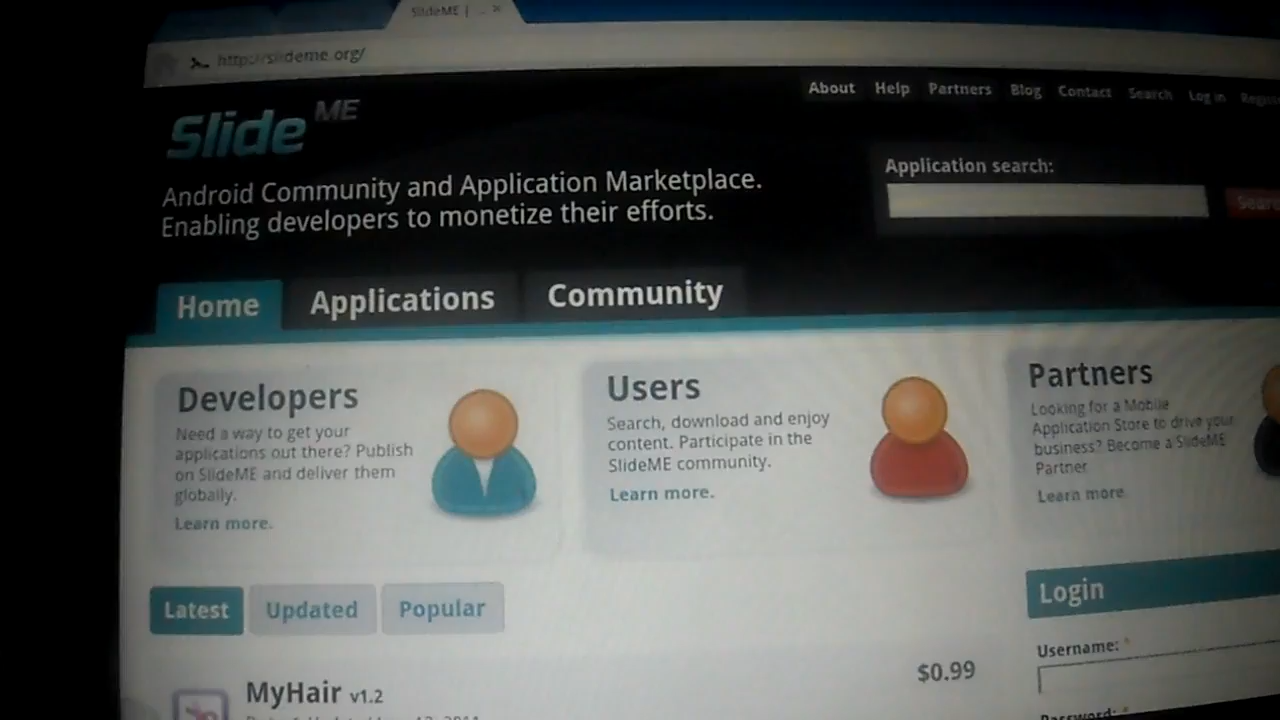 SlideME |
http://slideme.org/
About Help Partners Blog Contact Search Log in
Slide ME
Android Community and Application Marketplace.
Enabling developers to monetize their efforts.
Application search:
Home Applications Community
Developers
Need a way to get your
applications out there? Publish
on SlideME and deliver them
globally.
Learn more.
Users
Search, download and enjoy
content. Participate in the
SlideME community.
Learn more.
Partners
Looking for a Mobile
Application Store to drive your
business? Become a SlideME
Partner
Learn more
Latest Updated Popular
MyHair v1.2
$0.99
Login
Username: *
Password: *